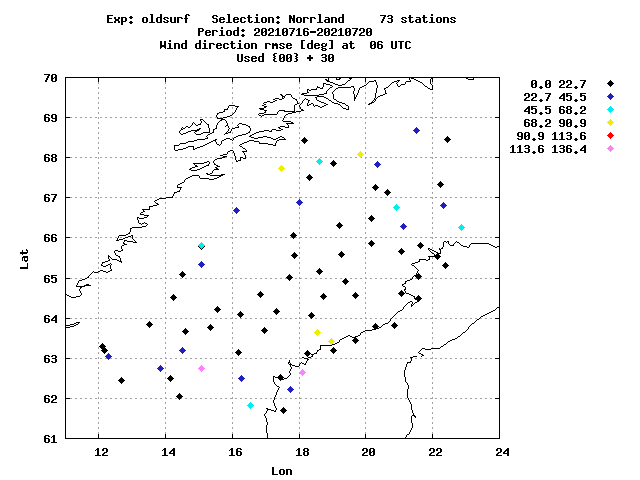 Exp: oldsurf   Selection: Norrland     73 stations
Period: 20210716-20210720
Wind direction rmse [deg] at  06 UTC
Used {00} + 30
0.0 22.7
22.7 45.5
45.5 68.2
68.2 90.9
90.9 113.6
113.6 136.4
70
69
68
67
66
65
64
63
62
61
Lat
12 14 16 18 20 22 24
Lon